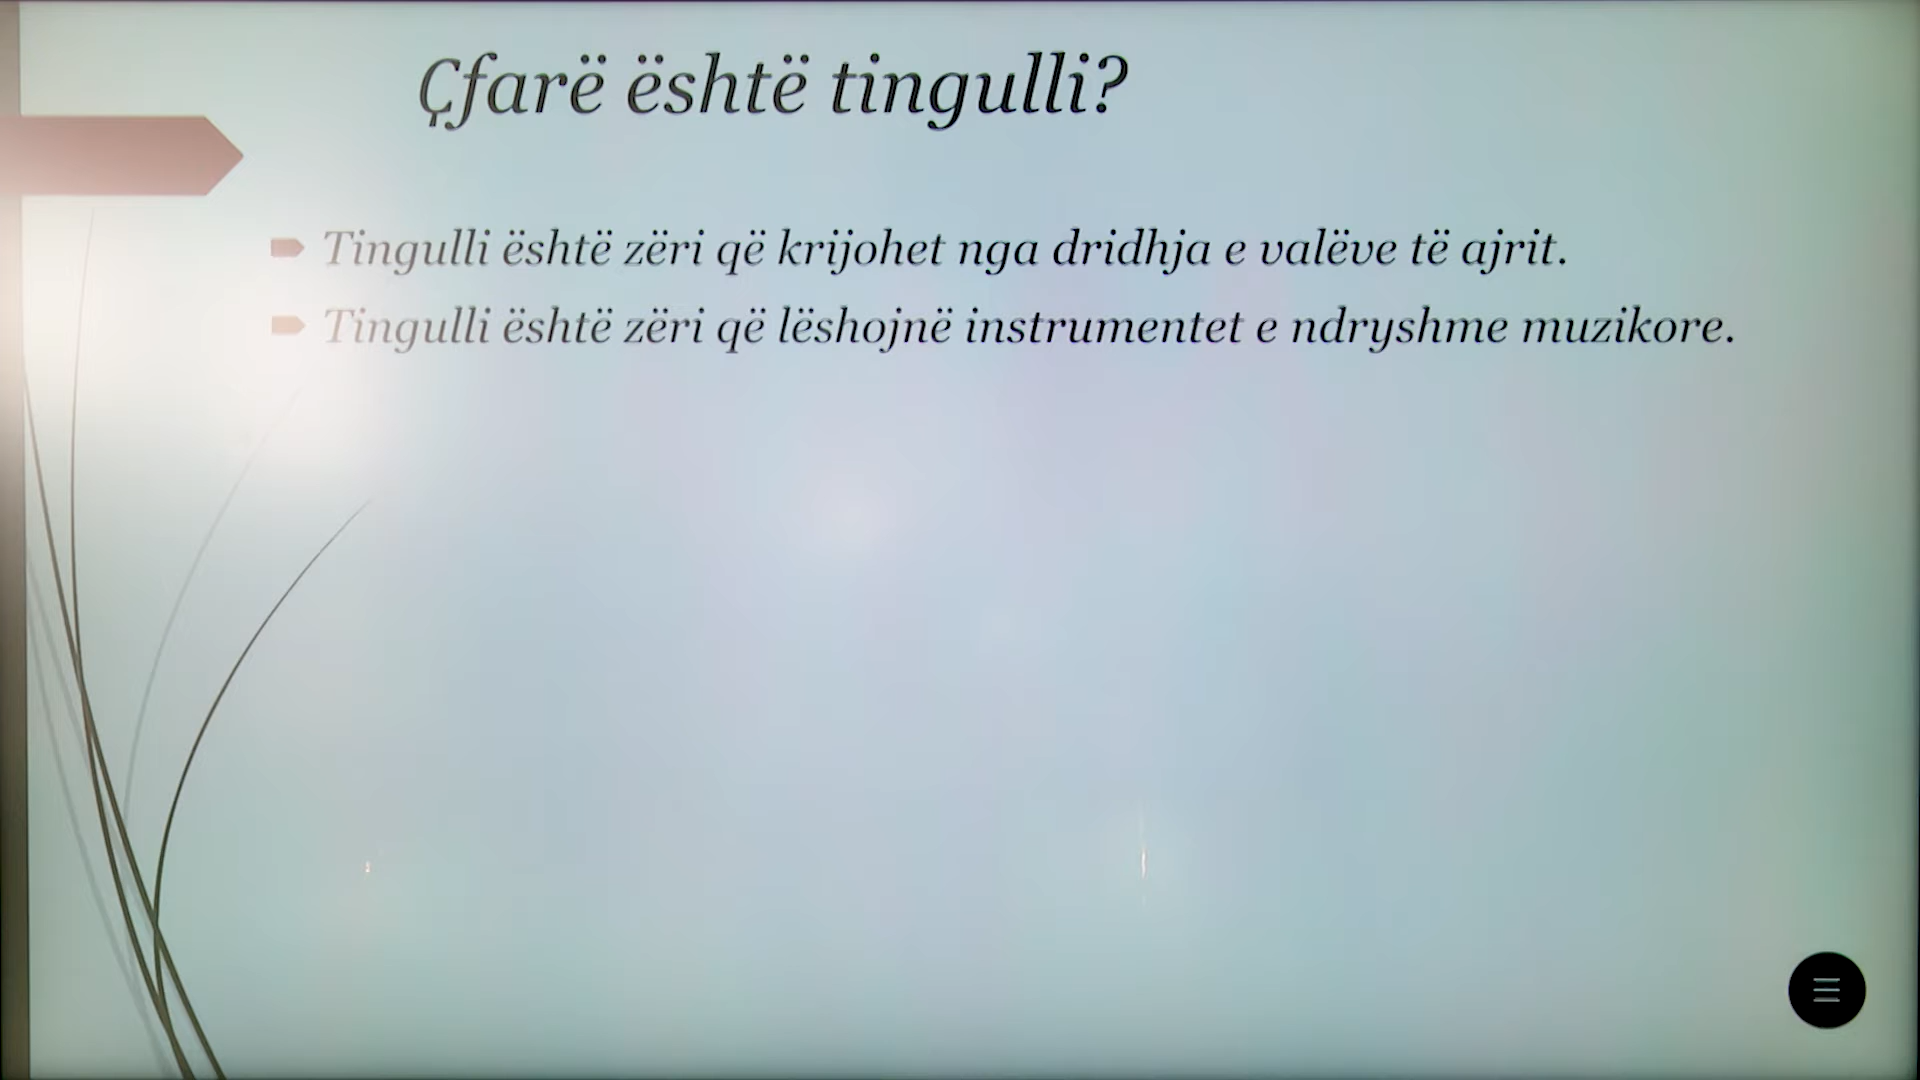 Çfarë është tingulli?
Tingulli është zëri që krijohet nga dridhja e valëve të ajrit.
Tingulli është zëri që lëshojnë instrumentet e ndryshme muzikore.